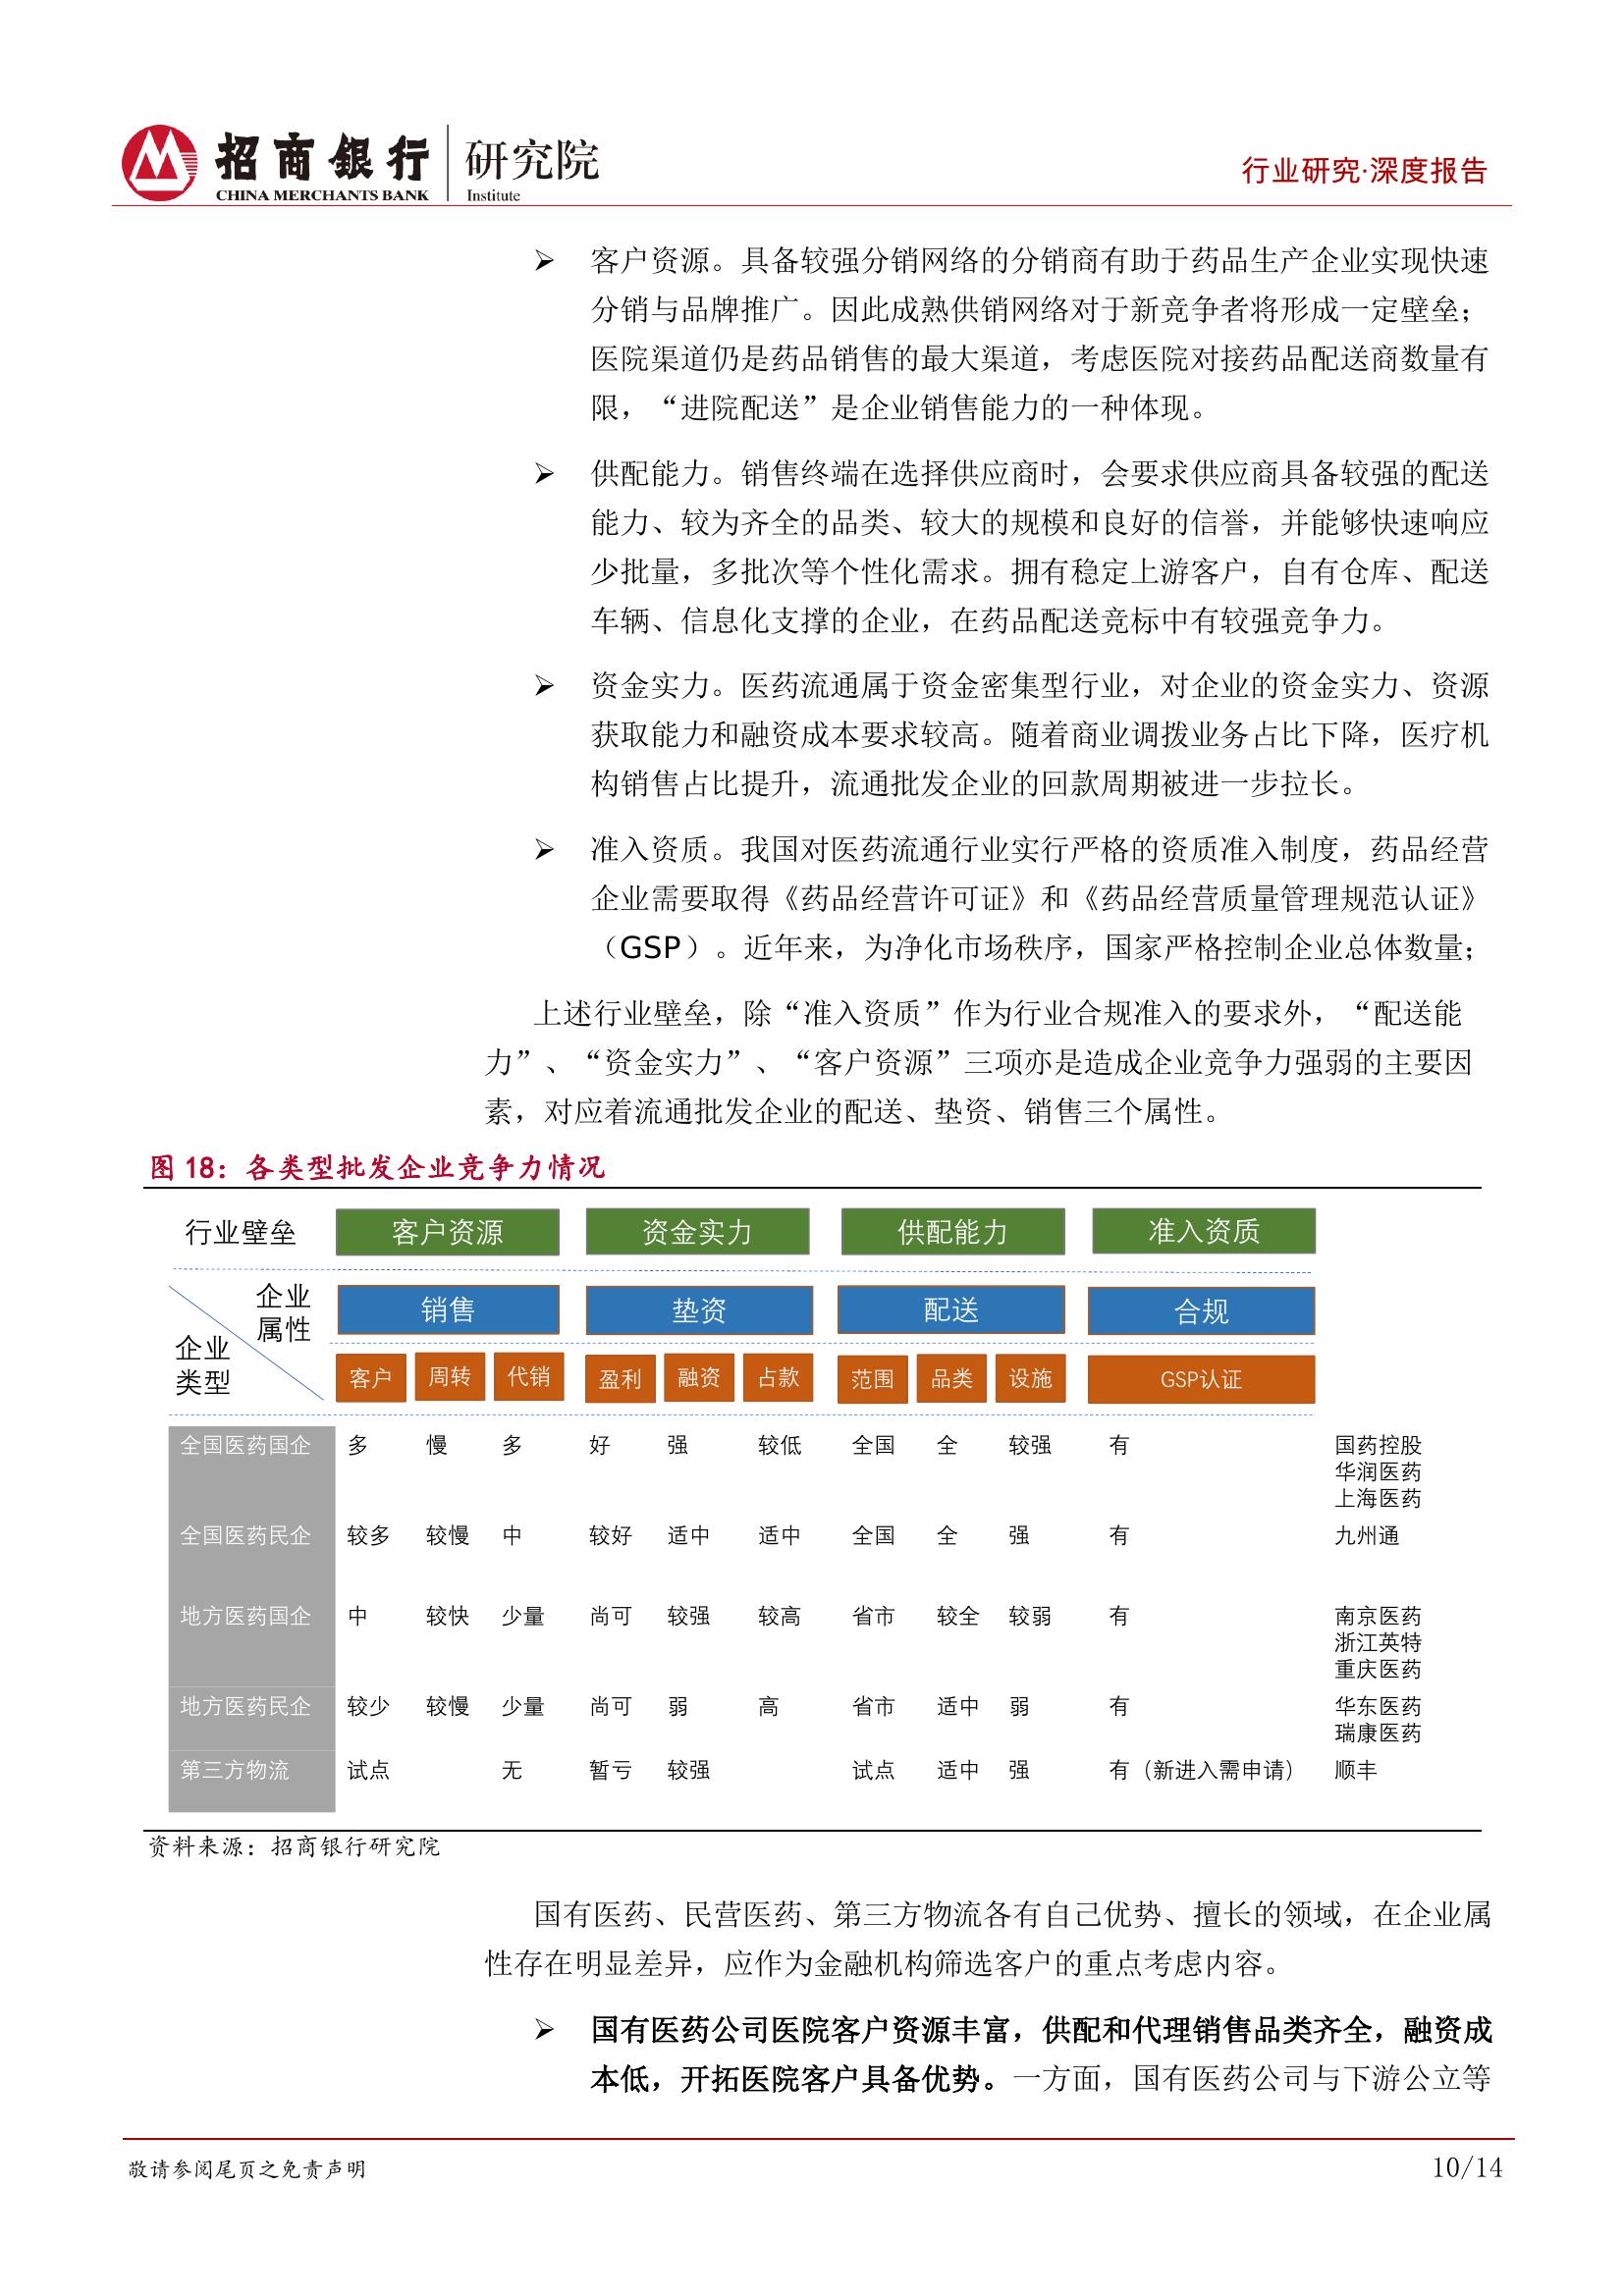 招商银行 研究院
CHINA MERCHANTS BANK Institute
行业研究·深度报告
➢ 客户资源。具备较强分销网络的分销商有助于药品生产企业实现快速
分销与品牌推广。因此成熟供销网络对于新竞争者将形成一定壁垒；
医院渠道仍是药品销售的最大渠道，考虑医院对接药品配送商数量有
限，“进院配送”是企业销售能力的一种体现。
➢ 供配能力。销售终端在选择供应商时，会要求供应商具备较强的配送
能力、较为齐全的品类、较大的规模和良好的信誉，并能够快速响应
少批量，多批次等个性化需求。拥有稳定上游客户，自有仓库、配送
车辆、信息化支撑的企业，在药品配送竞标中有较强竞争力。
➢ 资金实力。医药流通属于资金密集型行业，对企业的资金实力、资源
获取能力和融资成本要求较高。随着商业调拨业务占比下降，医疗机
构销售占比提升，流通批发企业的回款周期被进一步拉长。
➢ 准入资质。我国对医药流通行业实行严格的资质准入制度，药品经营
企业需要取得《药品经营许可证》和《药品经营质量管理规范认证》
（GSP）。近年来，为净化市场秩序，国家严格控制企业总体数量；
上述行业壁垒，除“准入资质”作为行业合规准入的要求外，“配送能
力”、“资金实力”、“客户资源”三项亦是造成企业竞争力强弱的主要因
素，对应着流通批发企业的配送、垫资、销售三个属性。
图 18：各类型批发企业竞争力情况
行业壁垒 客户资源 资金实力 供配能力 准入资质
企业
属性
企业
类型
销售 垫资 配送 合规
客户 周转 代销 盈利 融资 占款 范围 品类 设施 GSP认证
全国医药国企 多 慢 多 好 强 较低 全国 全 较强 有 国药控股
华润医药
上海医药
全国医药民企 较多 较慢 中 较好 适中 适中 全国 全 强 有 九州通
地方医药国企 中 较快 少量 尚可 较强 较高 省市 较全 较弱 有 南京医药
浙江英特
重庆医药
地方医药民企 较少 较慢 少量 尚可 弱 高 省市 适中 弱 有 华东医药
瑞康医药
第三方物流 试点 无 暂亏 较强 试点 适中 强 有（新进入需申请） 顺丰
资料来源：招商银行研究院
国有医药、民营医药、第三方物流各有自己优势、擅长的领域，在企业属
性存在明显差异，应作为金融机构筛选客户的重点考虑内容。
➢ 国有医药公司医院客户资源丰富，供配和代理销售品类齐全，融资成
本低，开拓医院客户具备优势。一方面，国有医药公司与下游公立等
敬请参阅尾页之免责声明
10/14